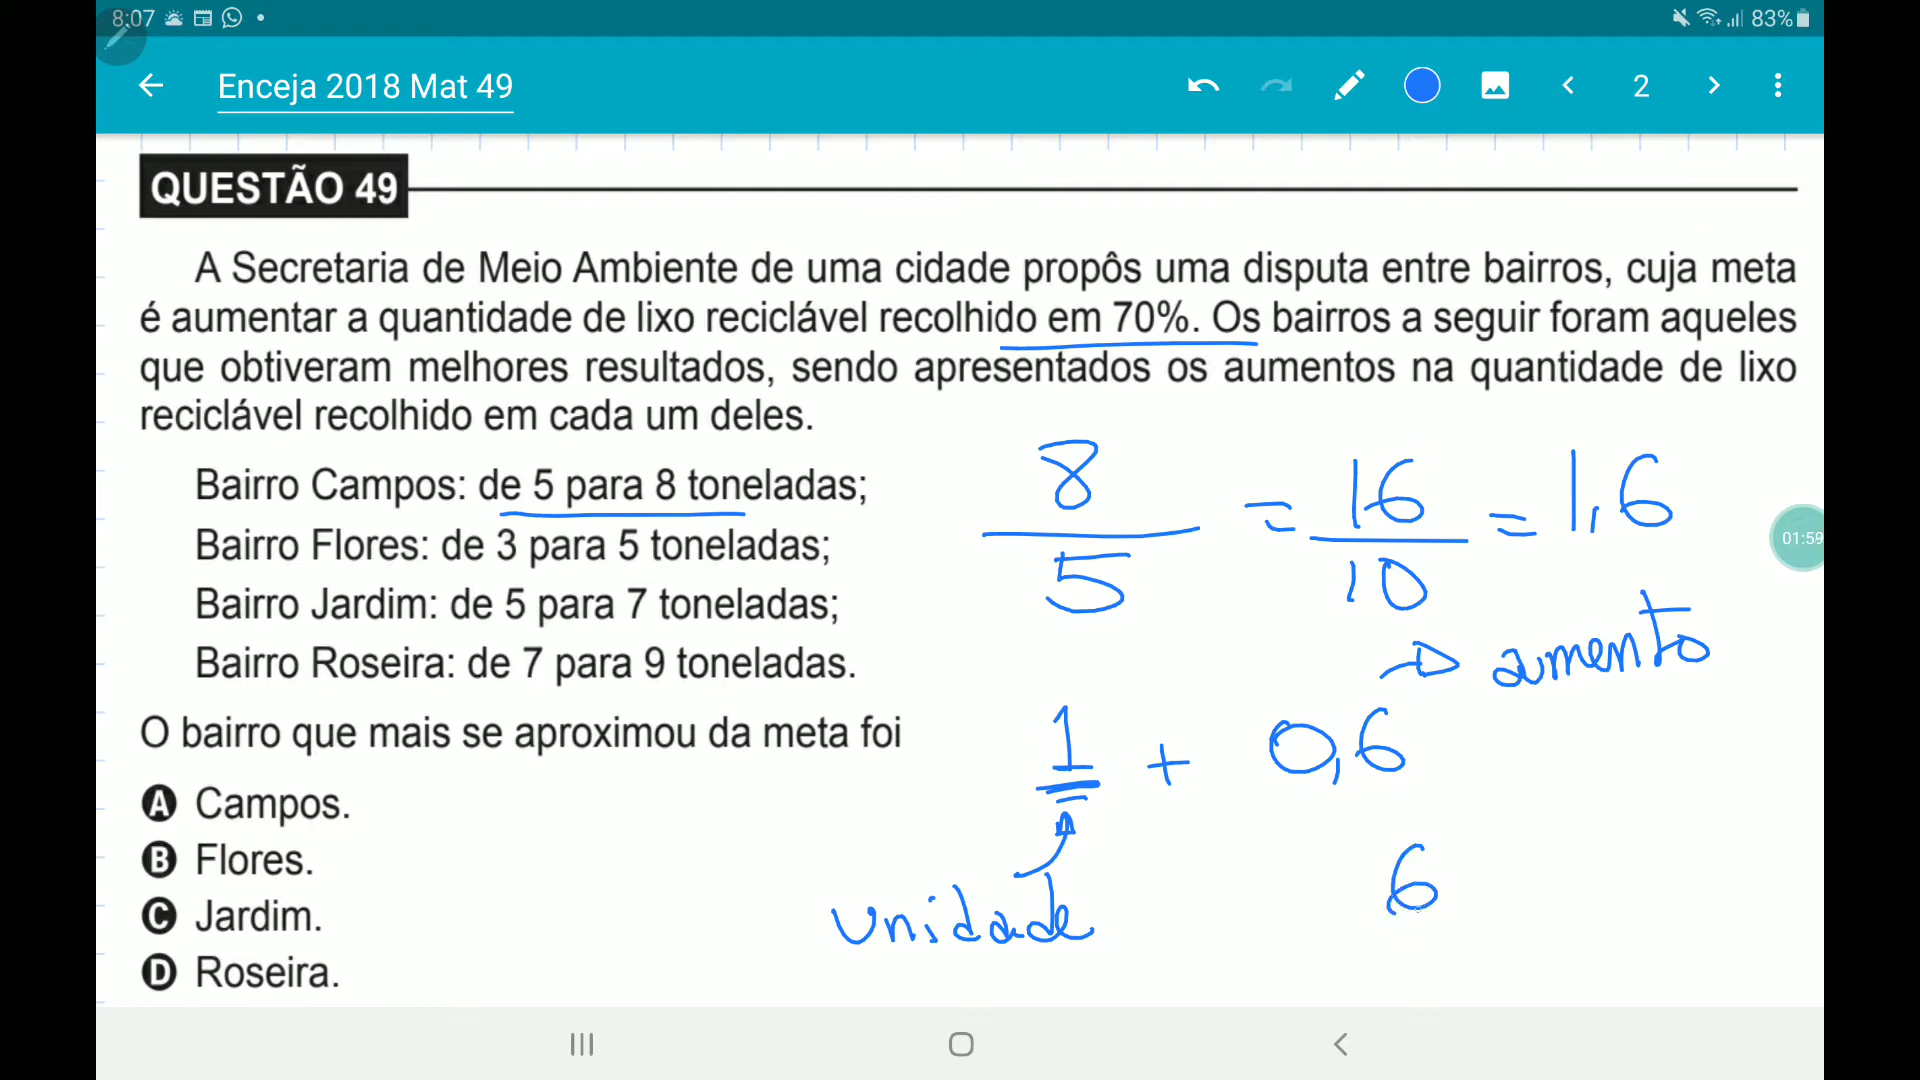 8:07
83%
Enceja 2018 Mat 49
2
QUESTÃO 49
A Secretaria de Meio Ambiente de uma cidade propôs uma disputa entre bairros, cuja meta
é aumentar a quantidade de lixo reciclável recolhido em 70%. Os bairros a seguir foram aqueles
que obtiveram melhores resultados, sendo apresentados os aumentos na quantidade de lixo
reciclável recolhido em cada um deles.
Bairro Campos: de 5 para 8 toneladas;
Bairro Flores: de 3 para 5 toneladas;
Bairro Jardim: de 5 para 7 toneladas;
Bairro Roseira: de 7 para 9 toneladas.
8/5 = 16/10 = 1,6
01:59
aumento
O bairro que mais se aproximou da meta foi
1 + 0,6
A Campos.
B Flores.
C Jardim.
D Roseira.
6
unidade